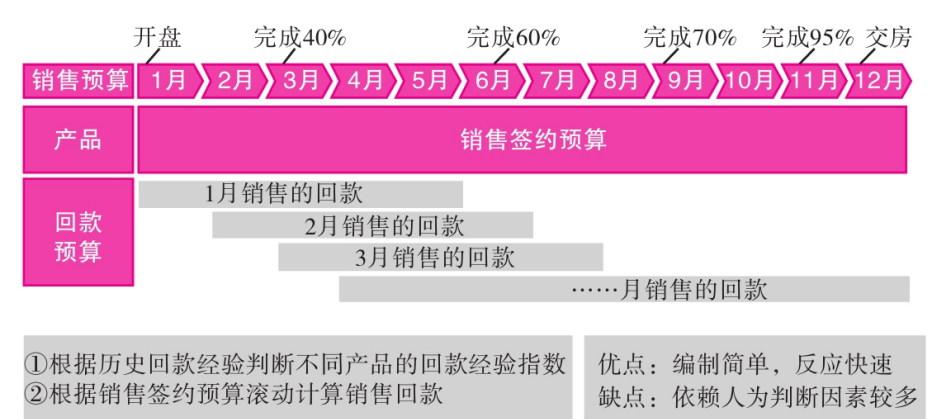 开盘 完成40% 完成60% 完成70% 完成95% 交房
销售预算 1月 2月 3月 4月 5月 6月 7月 8月 9月 10月 11月 12月
产品 销售签约预算
回款
预算
1月销售的回款
2月销售的回款
3月销售的回款
……月销售的回款
①根据历史回款经验判断不同产品的回款经验指数
②根据销售签约预算滚动计算销售回款
优点：编制简单，反应快速
缺点：依赖人为判断因素较多